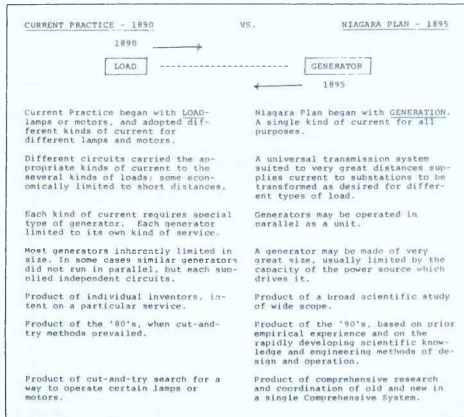 CURRENT PRACTICE - 1890 VS. NIAGARA PLAN - 1895
1890
LOAD GENERATOR
1895
Current Practice began with LOAD-
lamps or motors, and adopted dif-
ferent kinds of current for
different lamps and motors.
Niagara Plan began with GENERATION.
A single kind of current for all
purposes.
Different circuits carried the ap-
propriate kinds of current to the
several kinds of loads; some econ-
omically limited to short distances.
A universal transmission system
suited to very great distances sup-
plies current to substations to be
transformed as desired for differ-
ent types of load.
Each kind of current requires special
type of generator. Each generator
limited to its own kind of service.
Generators may be operated in
parallel as a unit.
Most generators inherently limited in
size. In some cases similar generators
did not run in parallel, but each sup-
plied independent circuits.
A generator may be made of very
great size, usually limited by the
capacity of the power source which
drives it.
Product of individual inventors, in-
tent on a particular service.
Product of a broad scientific study
of wide scope.
Product of the '80's, when cut-and-
try methods prevailed.
Product of the '90's, based on prior
empirical experience and on the
rapidly developing scientific know-
ledge and engineering methods of de-
sign and operation.
Product of cut-and-try search for a
way to operate certain lamps or
motors.
Product of comprehensive research
and coordination of old and new in
a single Comprehensive System.